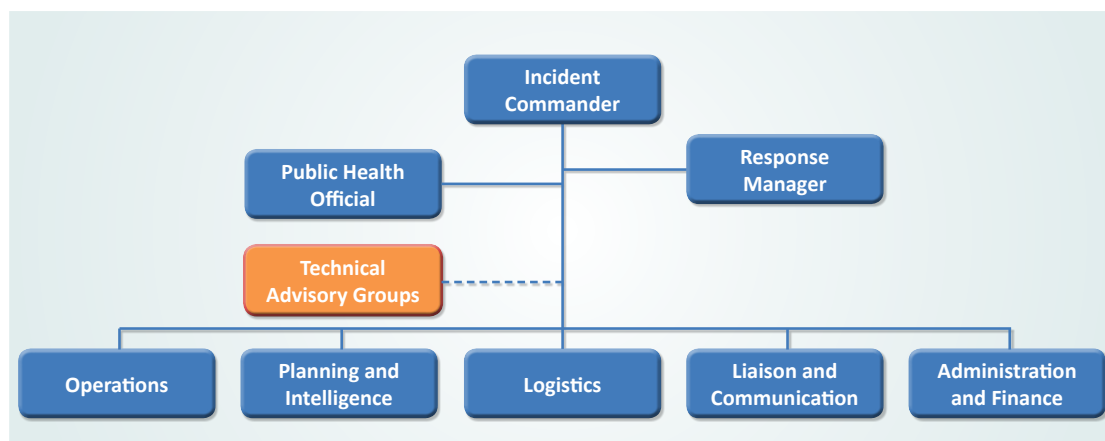 Incident
Commander
Public Health
Official
Response
Manager
Technical
Advisory Groups
Operations
Planning and
Intelligence
Logistics
Liaison and
Communication
Administration
and Finance